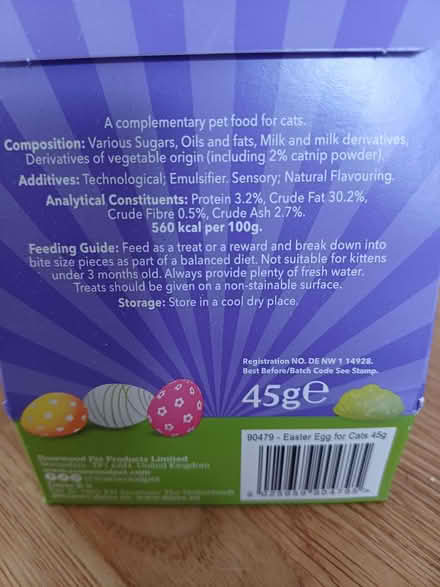 A complementary pet food for cats.
Composition: Various Sugars, Oils and fats, Milk and milk derivatives,
Derivatives of vegetable origin (including 2% catnip powder).
Additives: Technological; Emulsifier. Sensory; Natural Flavouring.
Analytical Constituents: Protein 3.2%, Crude Fat 30.2%,
Crude Fibre 0.5%, Crude Ash 2.7%.
560 kcal per 100g.
Feeding Guide: Feed as a treat or a reward and break down into
bite size pieces as part of a balanced diet. Not suitable for kittens
under 3 months old. Always provide plenty of fresh water.
Treats should be given on a non-stainable surface.
Storage: Store in a cool dry place.
Registration NO. DE NW 1 14928.
Best Before/Batch Code See Stamp.
45g℮
90479 - Easter Egg for Cats 45g
Pet Products Limited
United Kingdom